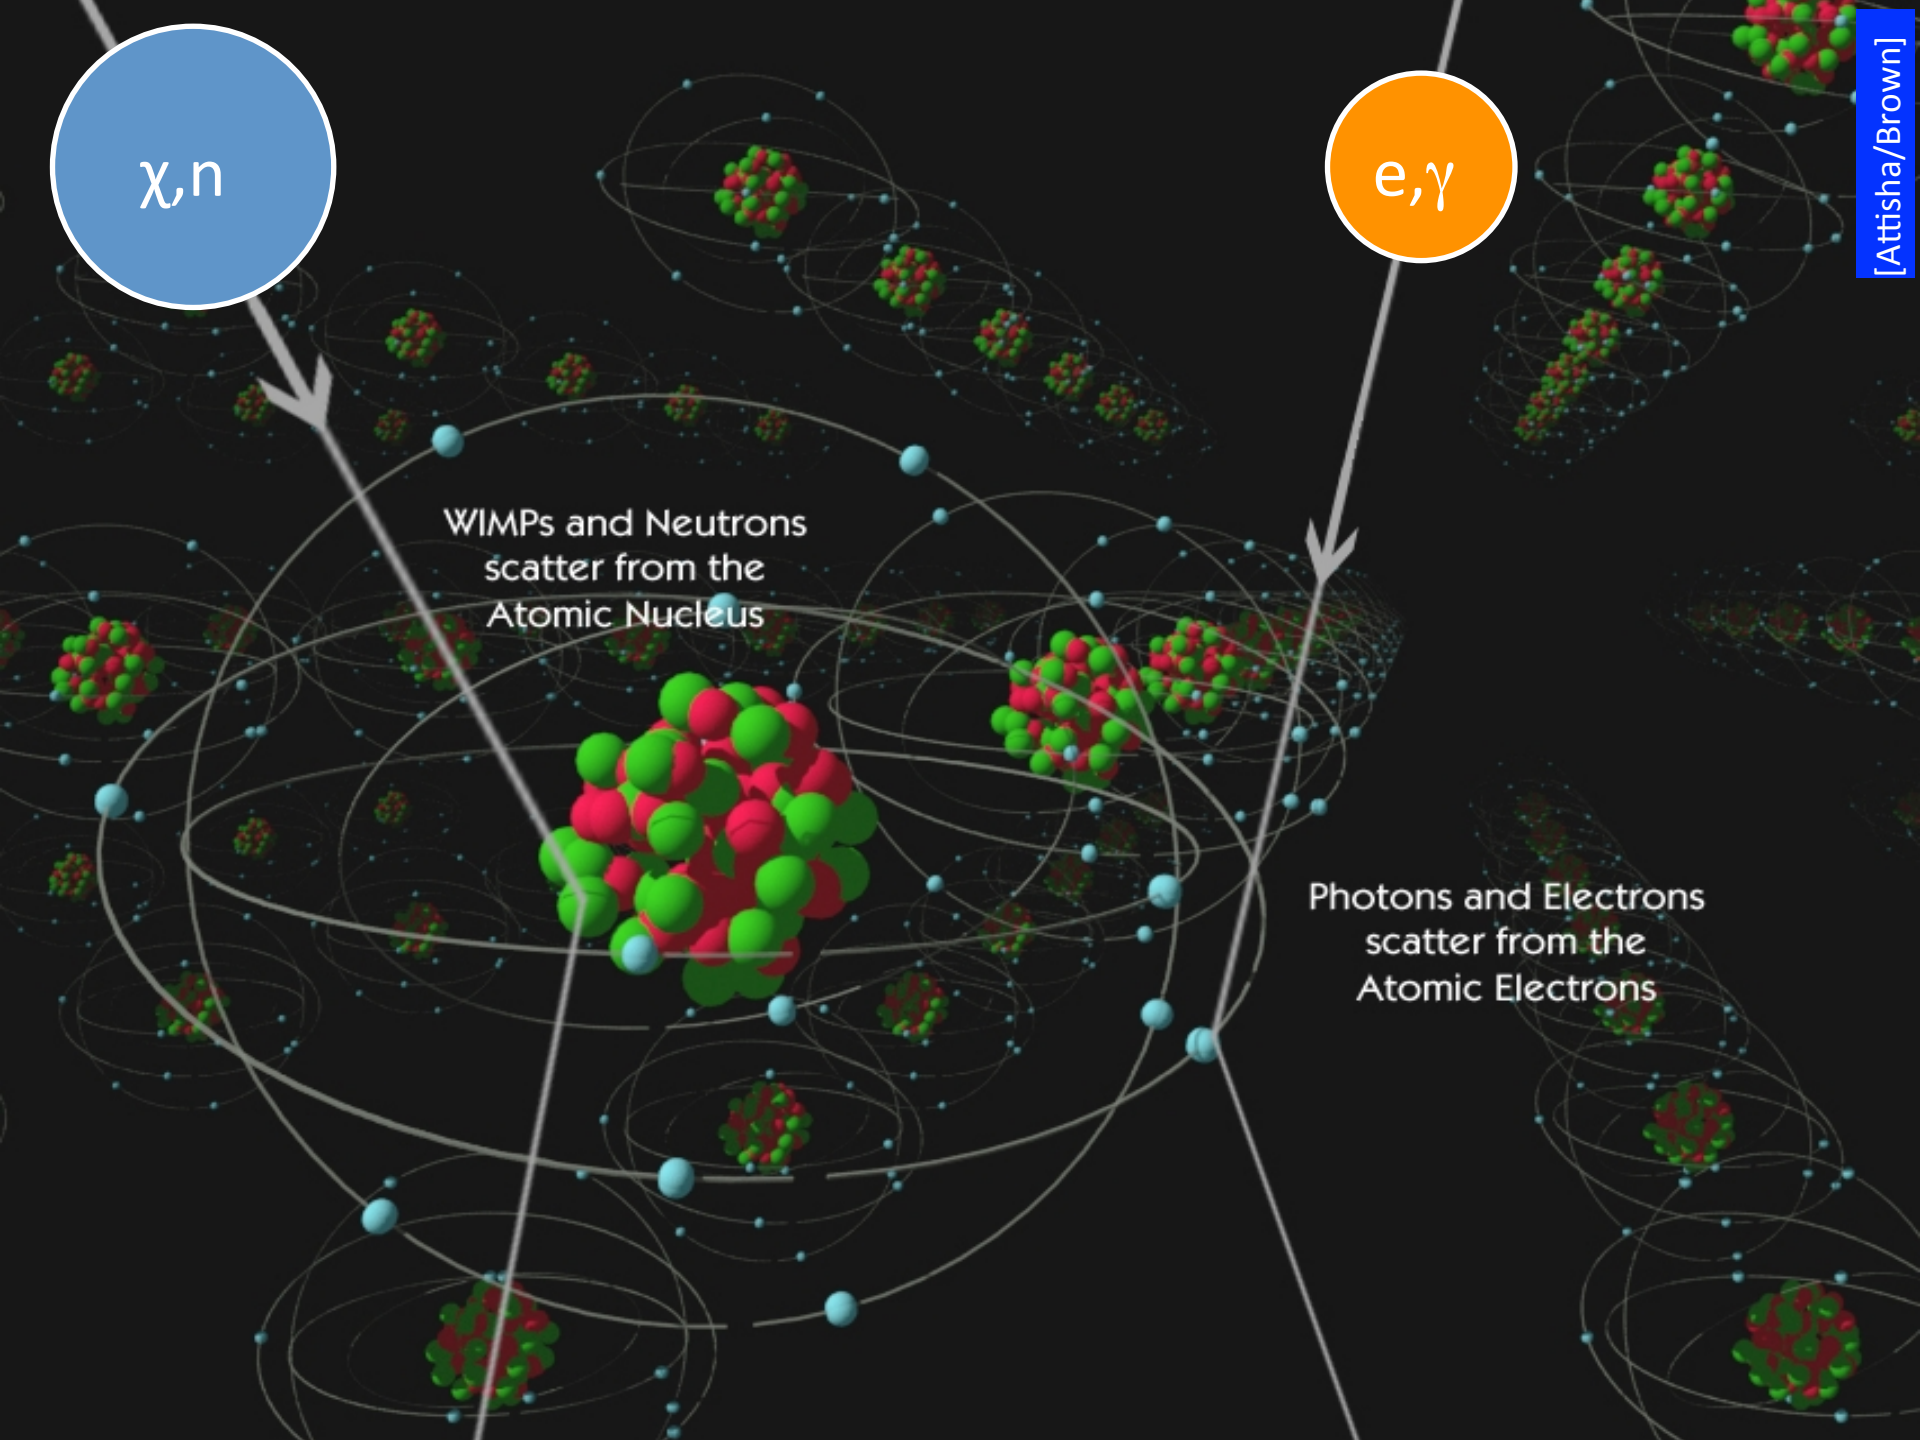 χ,n
e,γ
[Attisha/Brown]
WIMPs and Neutrons
scatter from the
Atomic Nucleus
Photons and Electrons
scatter from the
Atomic Electrons